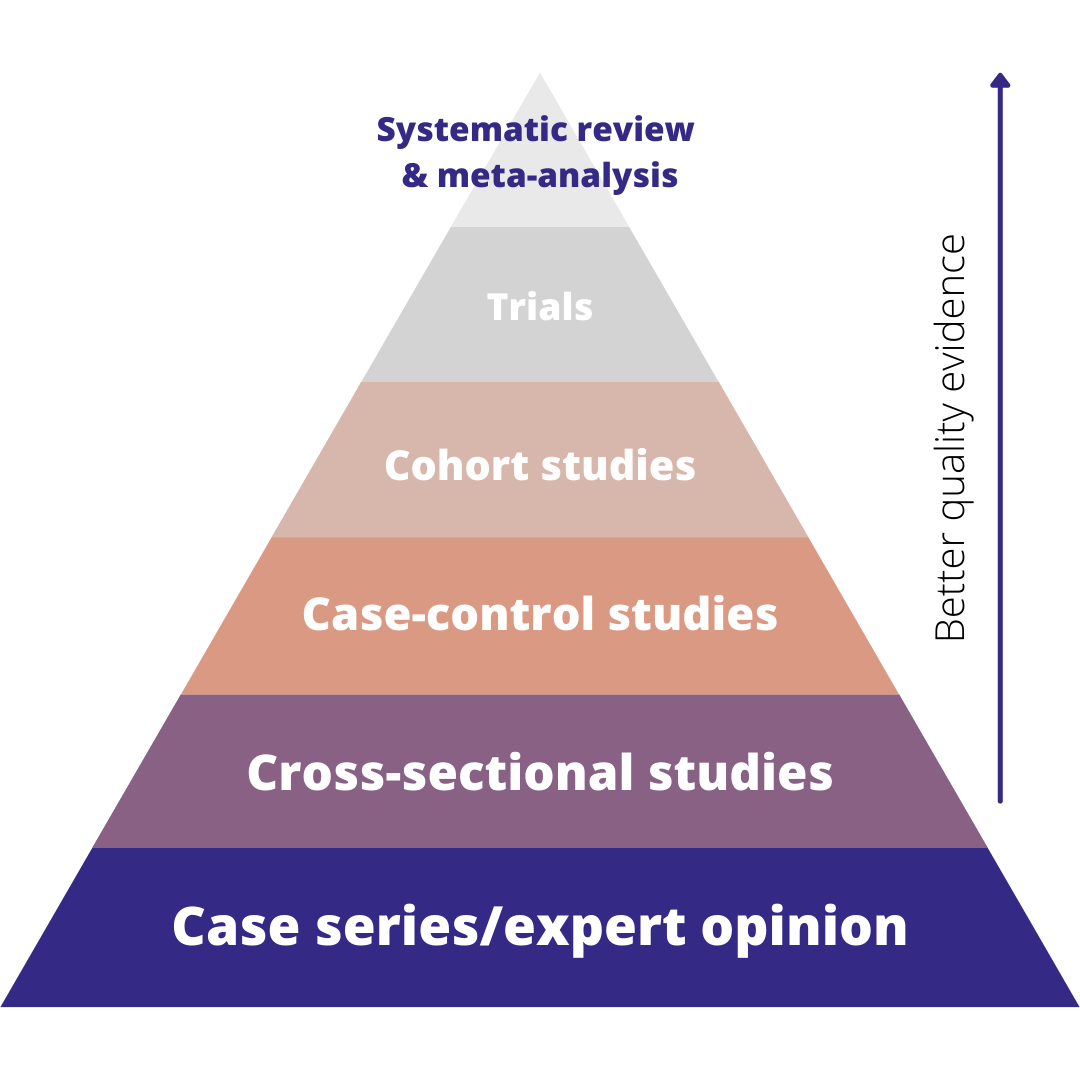 Systematic review
& meta-analysis
Trials
Cohort studies
Case-control studies
Cross-sectional studies
Case series/expert opinion
Better quality evidence